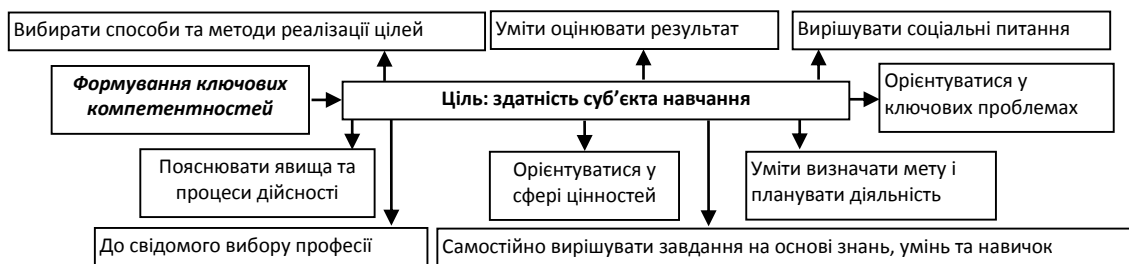 Вибирати способи та методи реалізації цілей
Уміти оцінювати результат
Вирішувати соціальні питання
Формування ключових
компетентностей
Ціль: здатність суб’єкта навчання
Орієнтуватися у
ключових проблемах
Пояснювати явища та
процеси дійсності
Орієнтуватися у
сфері цінностей
Уміти визначати мету і
планувати діяльність
До свідомого вибору професії
Самостійно вирішувати завдання на основі знань, умінь та навичок